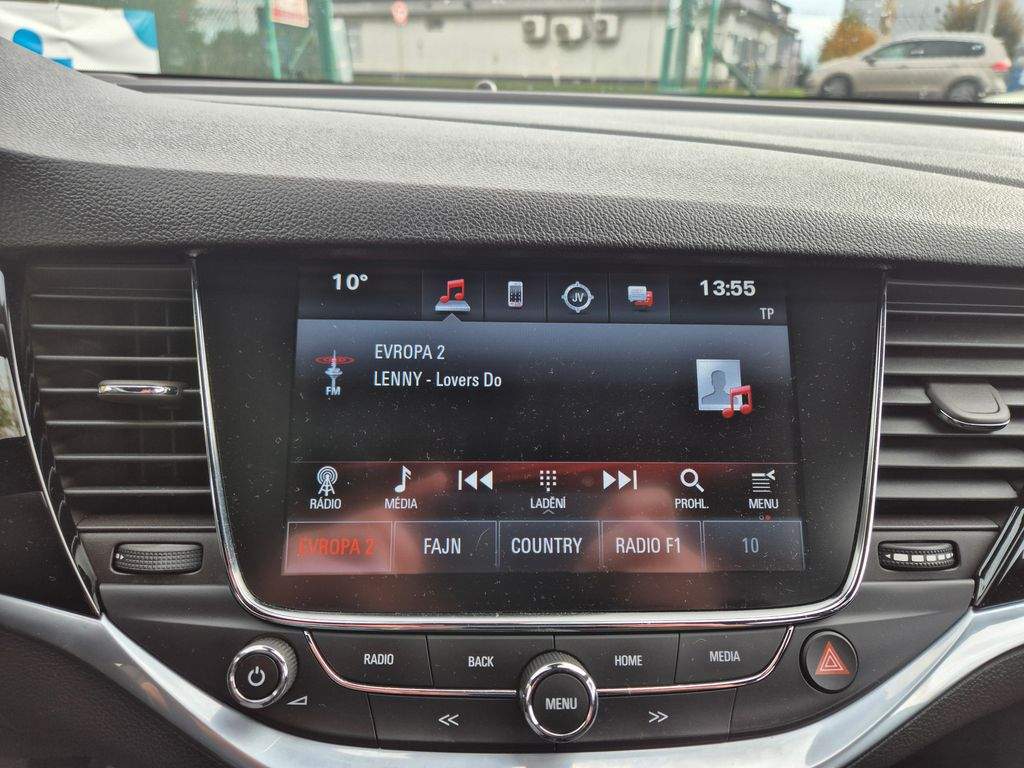 10° 13:55
TP
JV
EVROPA 2
FM LENNY - Lovers Do
RÁDIO MÉDIA LADĚNÍ PROHL. MENU
EVROPA 2 FAJN COUNTRY RADIO F1 10
RADIO BACK HOME MEDIA
MENU